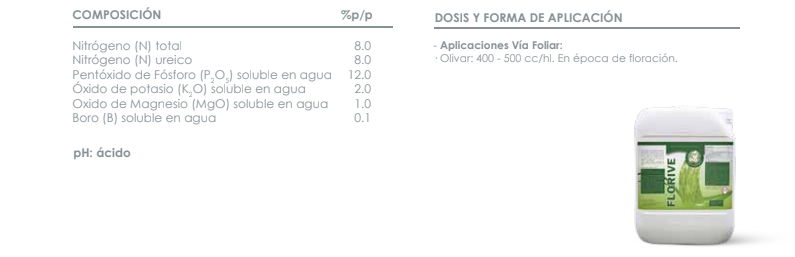 COMPOSICIÓN %p/p
Nitrógeno (N) total 8.0
Nitrógeno (N) ureico 8.0
Pentóxido de Fósforo (P2O5) soluble en agua 12.0
Óxido de potasio (K2O) soluble en agua 2.0
Oxido de Magnesio (MgO) soluble en agua 1.0
Boro (B) soluble en agua 0.1
pH: ácido
DOSIS Y FORMA DE APLICACIÓN
- Aplicaciones Vía Foliar:
· Olivar: 400 - 500 cc/hl. En época de floración.
FLORIVE